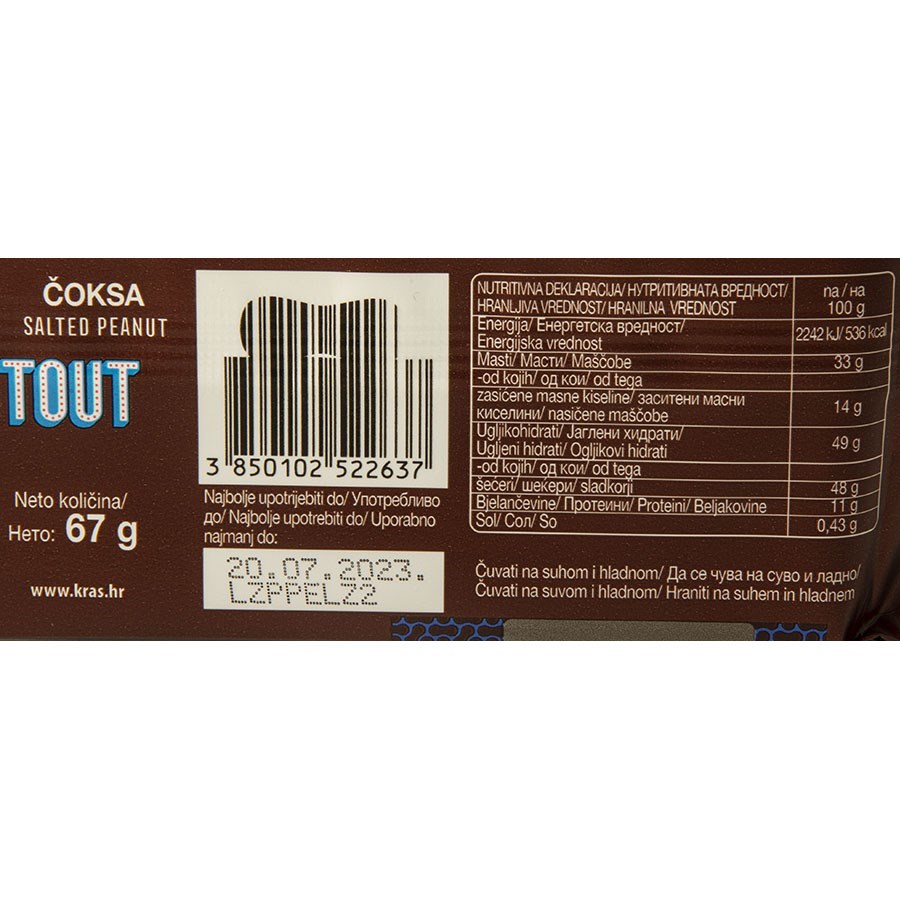 ČOKSA
SALTED PEANUT
TOUT
Neto količina/
Нето: 67 g
www.kras.hr
3 850102 522637
Najbolje upotrijebiti do/ Употребливо
до/ Najbolje upotrebiti do/ Uporabno
najmanj do:
20.07.2023.
LZPPELZ2
NUTRITIVNA DEKLARACIJA/ НУТРИТИВНАТА ВРЕДНОСТ/ na / на
HRANLJIVA VREDNOST/ HRANILNA VREDNOST 100 g
Energija/ Енергетска вредност/ 2242 kJ/ 536 kcal
Energijska vrednost
Masti/ Масти/ Maščobe 33 g
-od kojih/ од кои/ od tega
zasićene masne kiseline/ заситени масни 14 g
киселини/ nasičene maščobe
Ugljikohidrati/ Јаглени хидрати/ 49 g
Ugljeni hidrati/ Ogljikovi hidrati
-od kojih/ од кои/ od tega
šećeri/ шекери/ sladkorji 48 g
Bjelančevine/ Протеини/ Proteini/ Beljakovine 11 g
Sol/ Сол/ So 0,43 g
Čuvati na suhom i hladnom/ Да се чува на суво и ладно/
Čuvati na suvom i hladnom/ Hraniti na suhem in hladnem